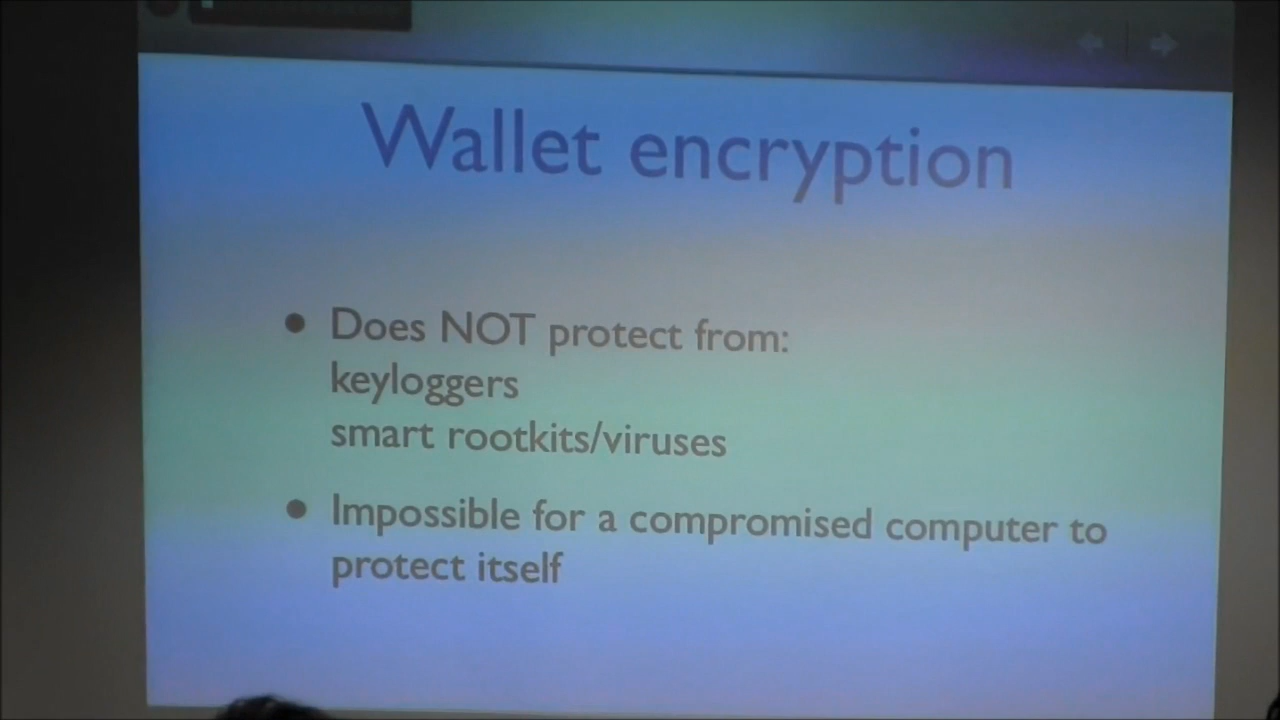 Wallet encryption
• Does NOT protect from:
keyloggers
smart rootkits/viruses
• Impossible for a compromised computer to
protect itself